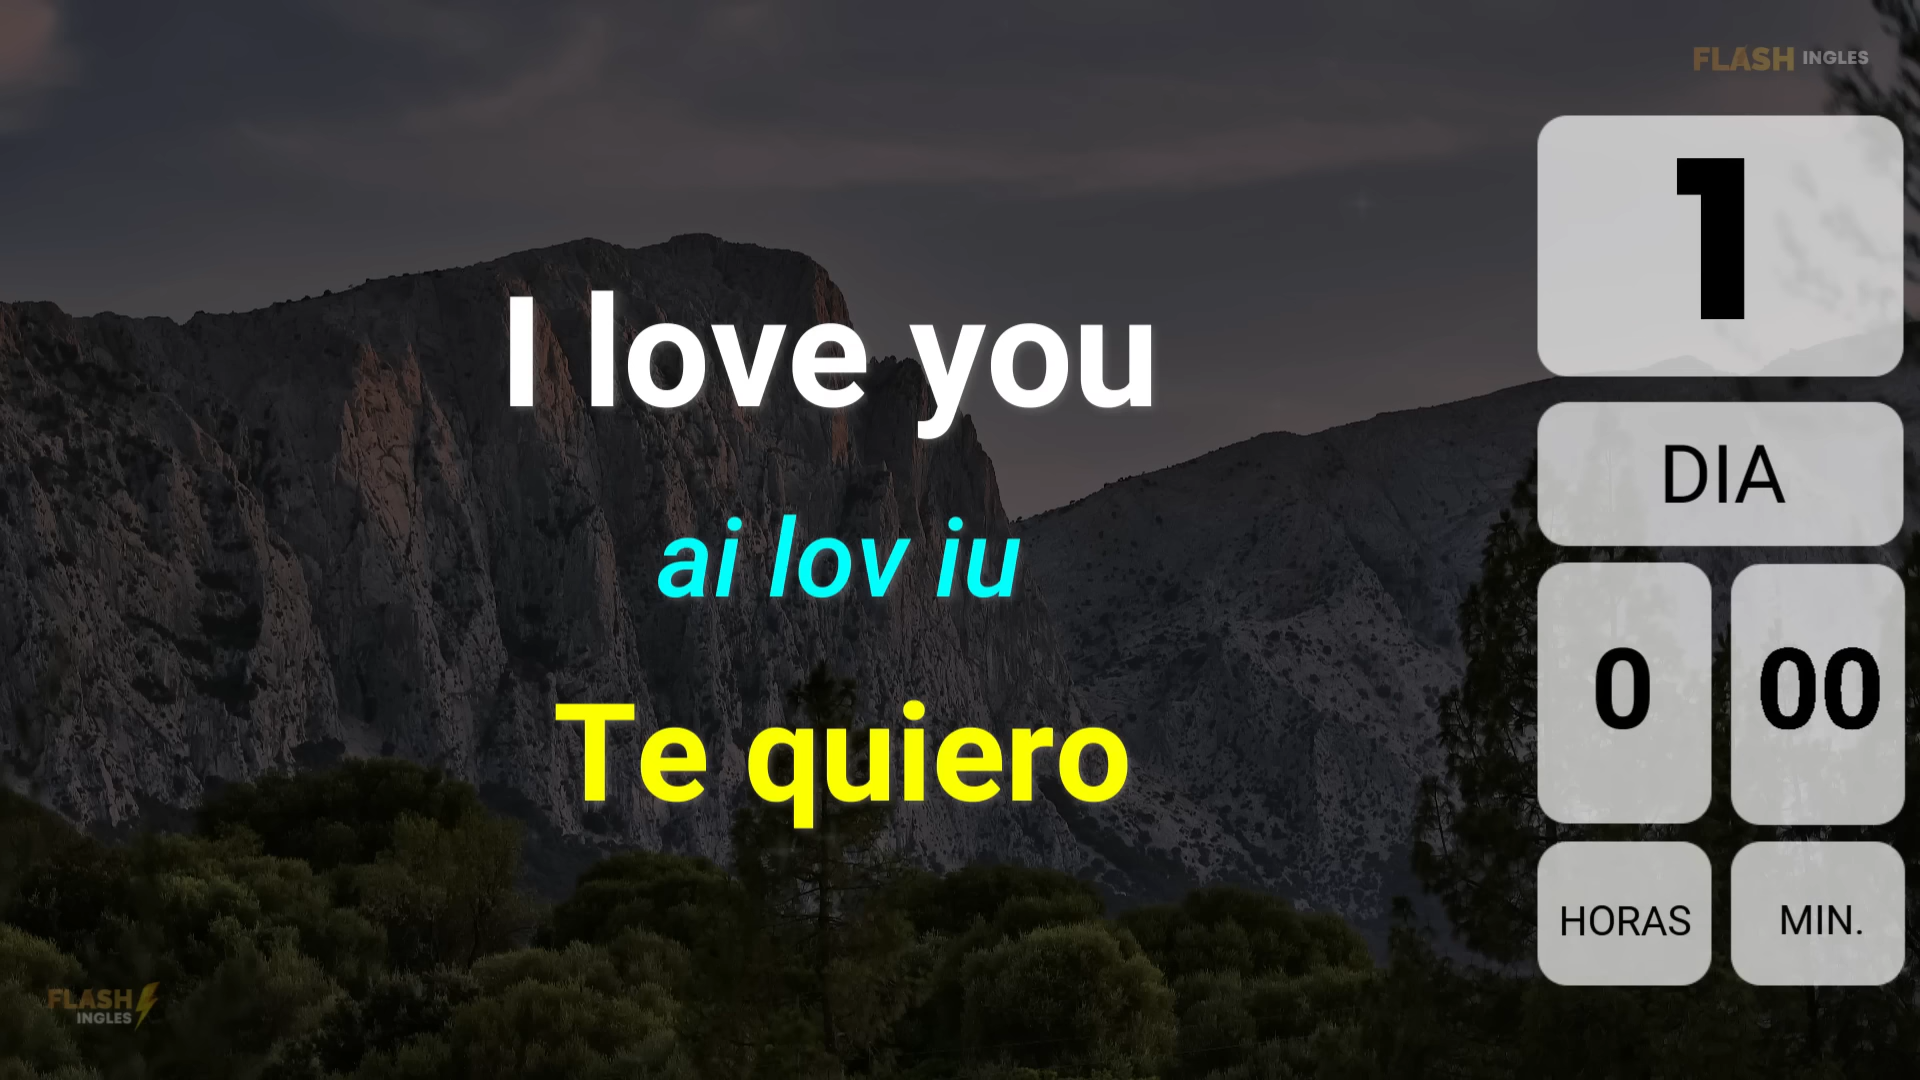 FLASH INGLES
I love you
ai lov iu
Te quiero
1
DIA
0 00
HORAS MIN.
FLASH
INGLES